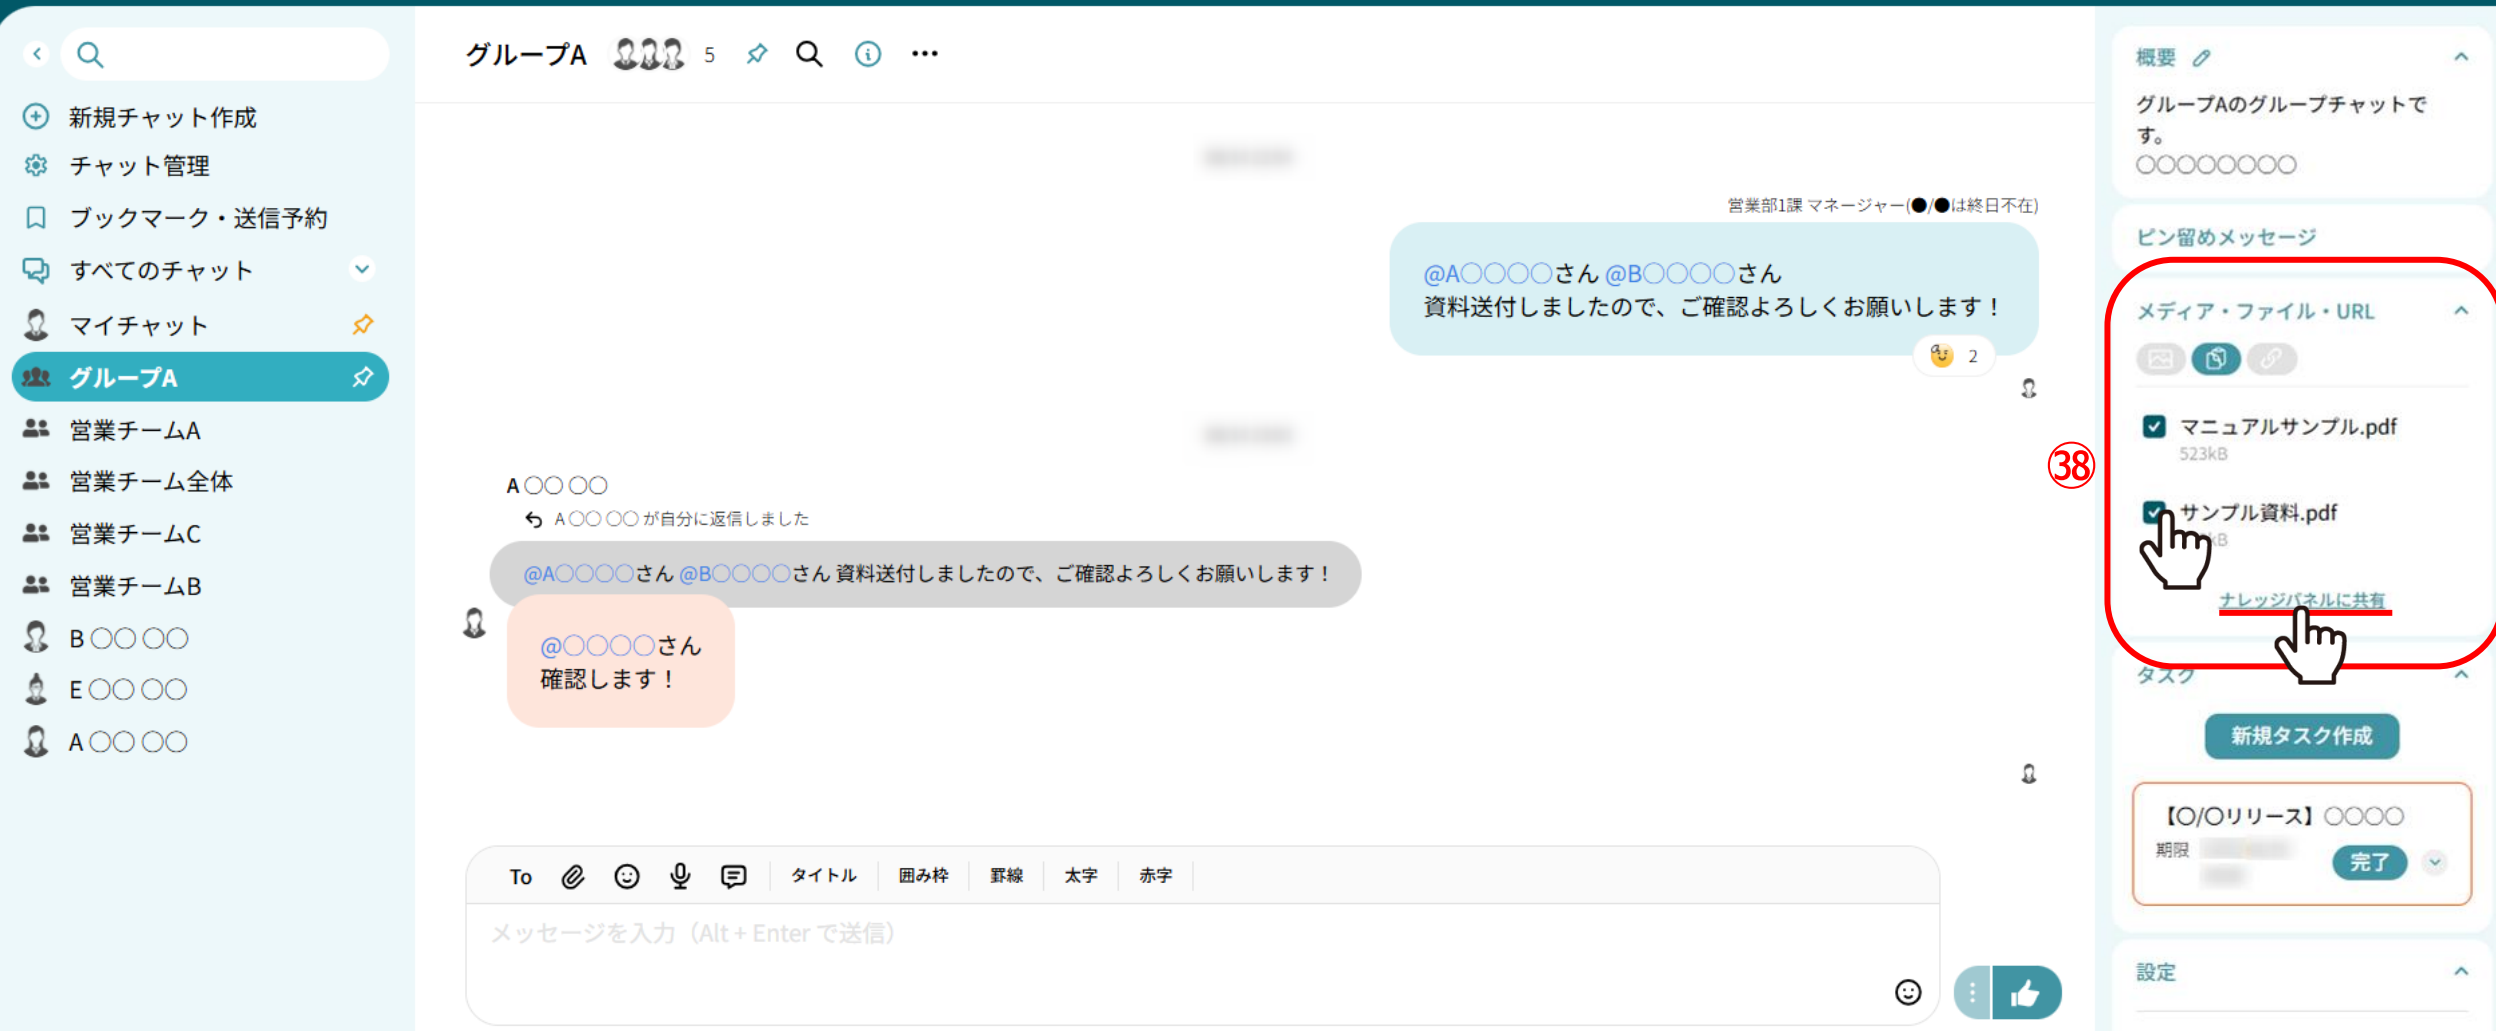 新規チャット作成
チャット管理
ブックマーク・送信予約
すべてのチャット
マイチャット
グループA
営業チームA
営業チーム全体
営業チームC
営業チームB
B〇〇 〇〇
E〇〇 〇〇
A〇〇 〇〇
グループA 5
営業部1課 マネージャー(●/●は終日不在)
@A〇〇〇〇さん @B〇〇〇〇さん
資料送付しましたので、ご確認よろしくお願いします！
2
A〇〇 〇〇
A〇〇 〇〇 が自分に返信しました
@A〇〇〇〇さん @B〇〇〇〇さん 資料送付しましたので、ご確認よろしくお願いします！
@〇〇〇〇さん
確認します！
To タイトル 囲み枠 罫線 太字 赤字
メッセージを入力（Alt + Enter で送信）
概要
グループAのグループチャットで
す。
〇〇〇〇〇〇〇〇
ピン留めメッセージ
メディア・ファイル・URL
㊳
マニュアルサンプル.pdf
523kB
サンプル資料.pdf
kB
ナレッジパネルに共有
タスク
新規タスク作成
【〇/〇リリース】〇〇〇〇
期限
完了
設定